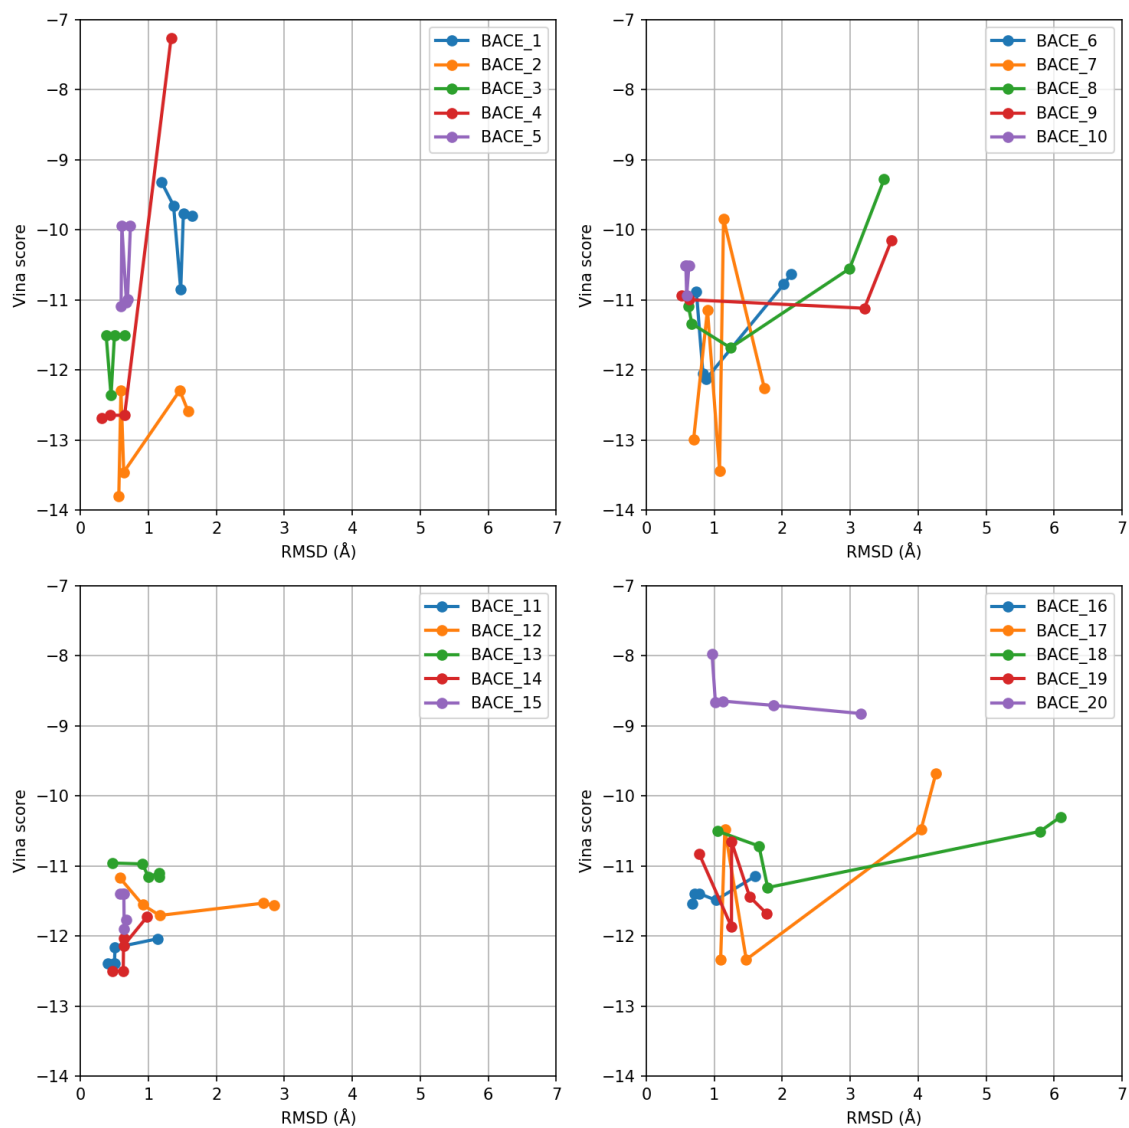 −7
−8
−9
−10
−11
−12
−13
−14
Vina score
0 1 2 3 4 5 6 7
RMSD (Å)
BACE_1
BACE_2
BACE_3
BACE_4
BACE_5
−7
−8
−9
−10
−11
−12
−13
−14
Vina score
0 1 2 3 4 5 6 7
RMSD (Å)
BACE_6
BACE_7
BACE_8
BACE_9
BACE_10
−7
−8
−9
−10
−11
−12
−13
−14
Vina score
0 1 2 3 4 5 6 7
RMSD (Å)
BACE_11
BACE_12
BACE_13
BACE_14
BACE_15
−7
−8
−9
−10
−11
−12
−13
−14
Vina score
0 1 2 3 4 5 6 7
RMSD (Å)
BACE_16
BACE_17
BACE_18
BACE_19
BACE_20